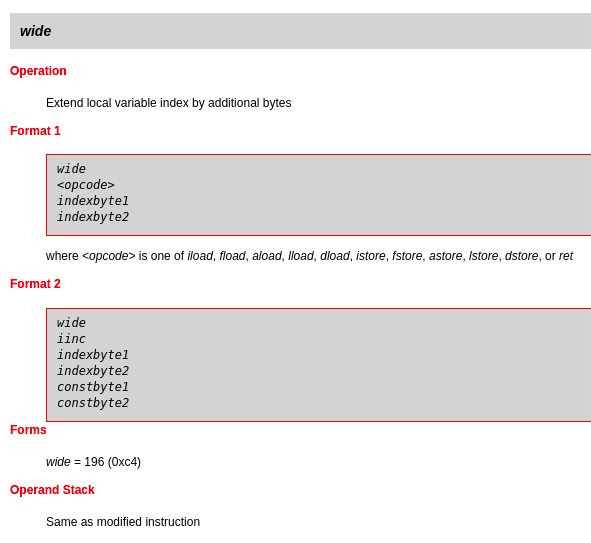 wide
Operation
Extend local variable index by additional bytes
Format 1
wide
<opcode>
indexbyte1
indexbyte2
where <opcode> is one of iload, fload, aload, lload, dload, istore, fstore, astore, lstore, dstore, or ret
Format 2
wide
iinc
indexbyte1
indexbyte2
constbyte1
constbyte2
Forms
wide = 196 (0xc4)
Operand Stack
Same as modified instruction